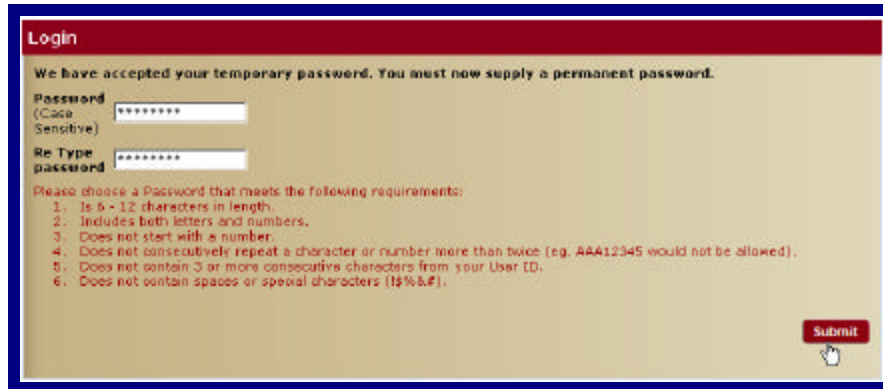 Login
We have accepted your temporary password. You must now supply a permanent password.
Password
(Case
Sensitive)
********
Re Type
password
********
Please choose a Password that meets the following requirements:
1. Is 6 - 12 characters in length.
2. Includes both letters and numbers.
3. Does not start with a number.
4. Does not consecutively repeat a character or number more than twice (eg. AAA12345 would not be allowed).
5. Does not contain 3 or more consecutive characters from your User ID.
6. Does not contain spaces or special characters (!$%&#).
Submit